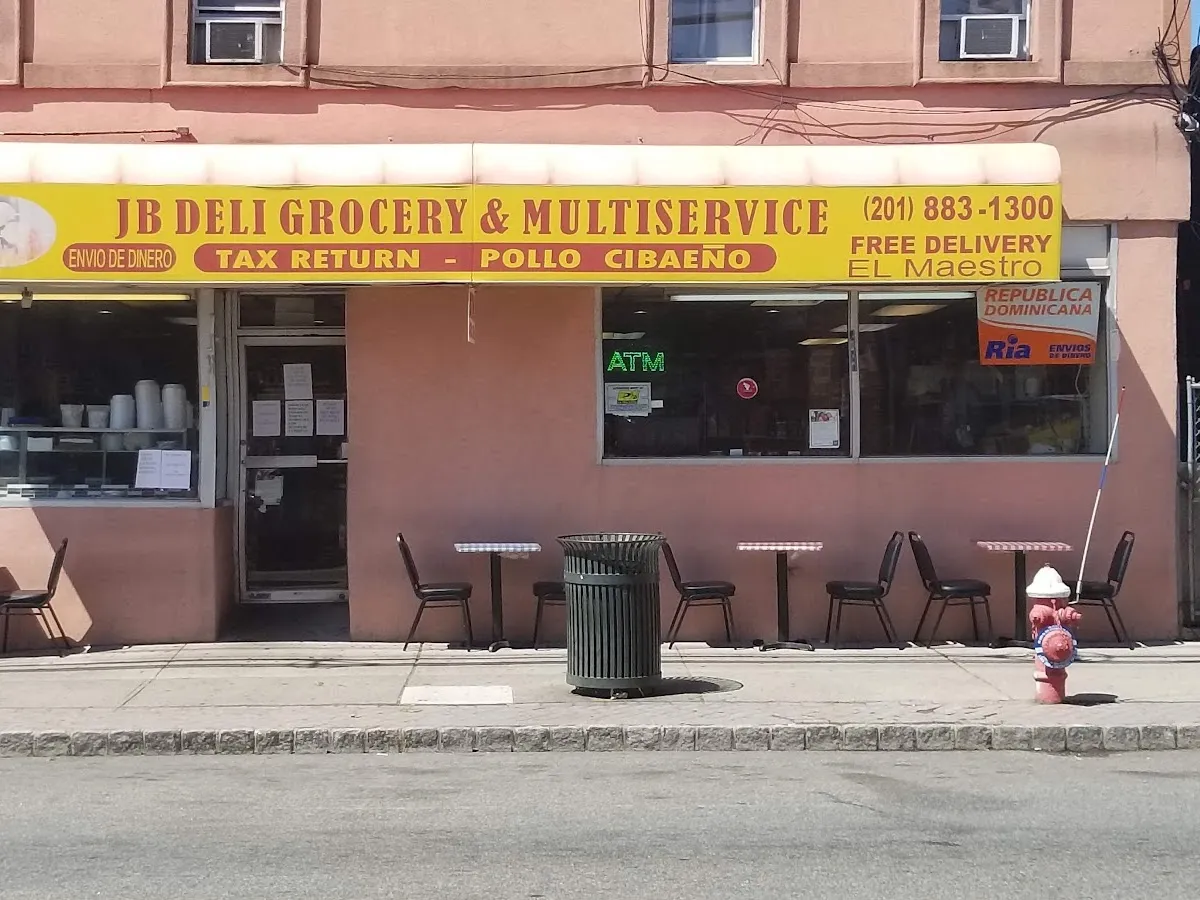 JB DELI GROCERY & MULTISERVICE
ENVIO DE DINERO
TAX RETURN - POLLO CIBAEÑO
(201) 883-1300
FREE DELIVERY
EL Maestro
ATM
REPUBLICA
DOMINICANA
Ria
ENVIOS
DE DINERO